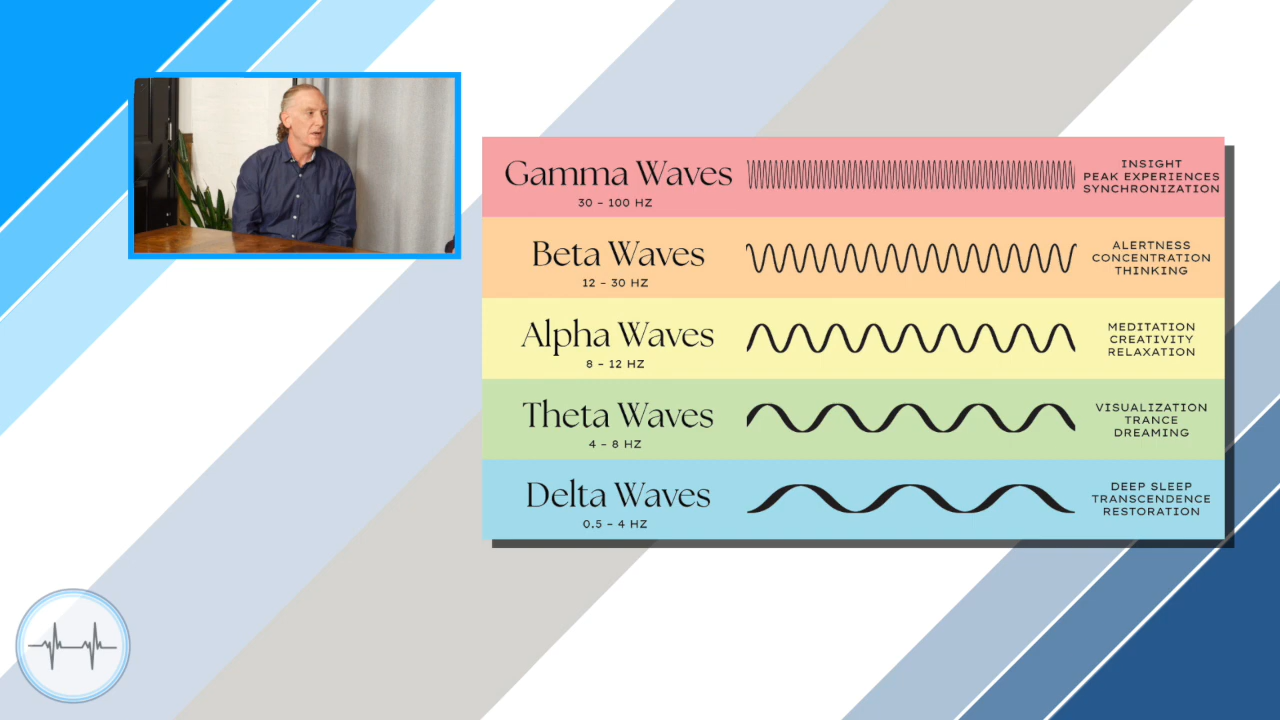 Gamma Waves
30 – 100 HZ
INSIGHT
PEAK EXPERIENCES
SYNCHRONIZATION
Beta Waves
12 – 30 HZ
ALERTNESS
CONCENTRATION
THINKING
Alpha Waves
8 – 12 HZ
MEDITATION
CREATIVITY
RELAXATION
Theta Waves
4 – 8 HZ
VISUALIZATION
TRANCE
DREAMING
Delta Waves
0.5 – 4 HZ
DEEP SLEEP
TRANSCENDENCE
RESTORATION